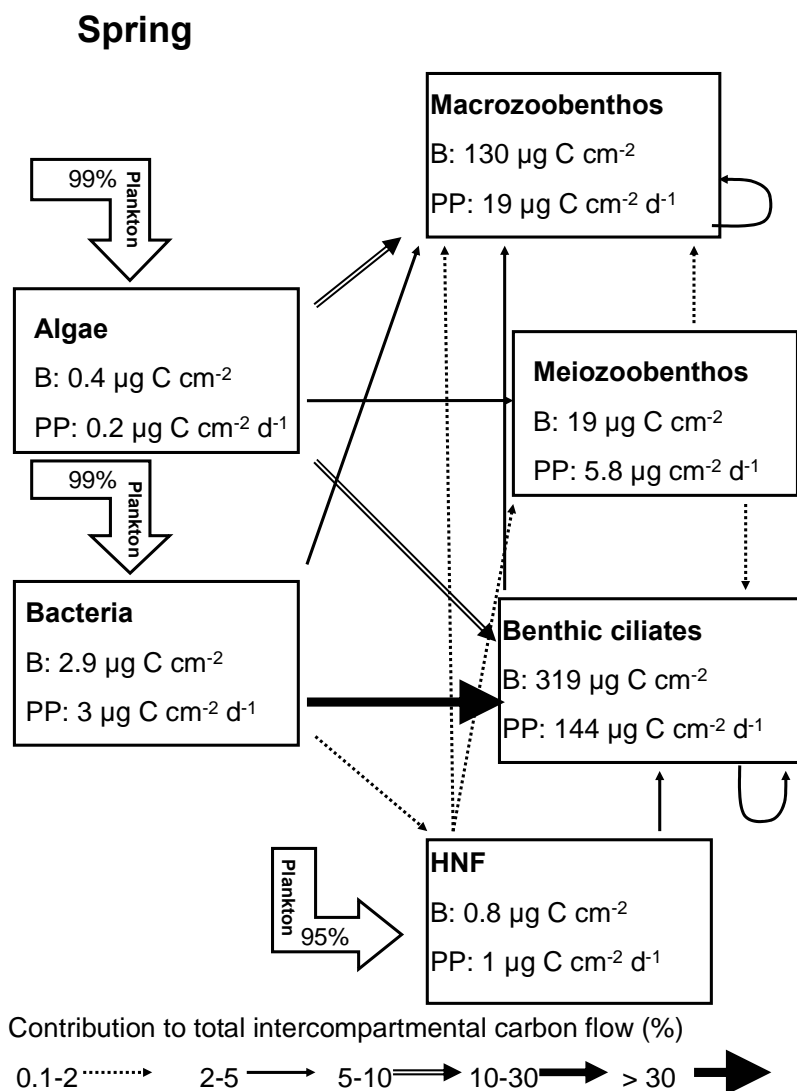 Spring
Macrozoobenthos
B: 130 µg C cm⁻²
PP: 19 µg C cm⁻² d⁻¹
99%
Plankton
Algae
B: 0.4 µg C cm⁻²
PP: 0.2 µg C cm⁻² d⁻¹
Meiozoobenthos
B: 19 µg C cm⁻²
PP: 5.8 µg cm⁻² d⁻¹
99%
Plankton
Bacteria
B: 2.9 µg C cm⁻²
PP: 3 µg C cm⁻² d⁻¹
Benthic ciliates
B: 319 µg C cm⁻²
PP: 144 µg C cm⁻² d⁻¹
Plankton
95%
HNF
B: 0.8 µg C cm⁻²
PP: 1 µg C cm⁻² d⁻¹
Contribution to total intercompartmental carbon flow (%)
0.1-2 2-5 5-10 10-30 > 30